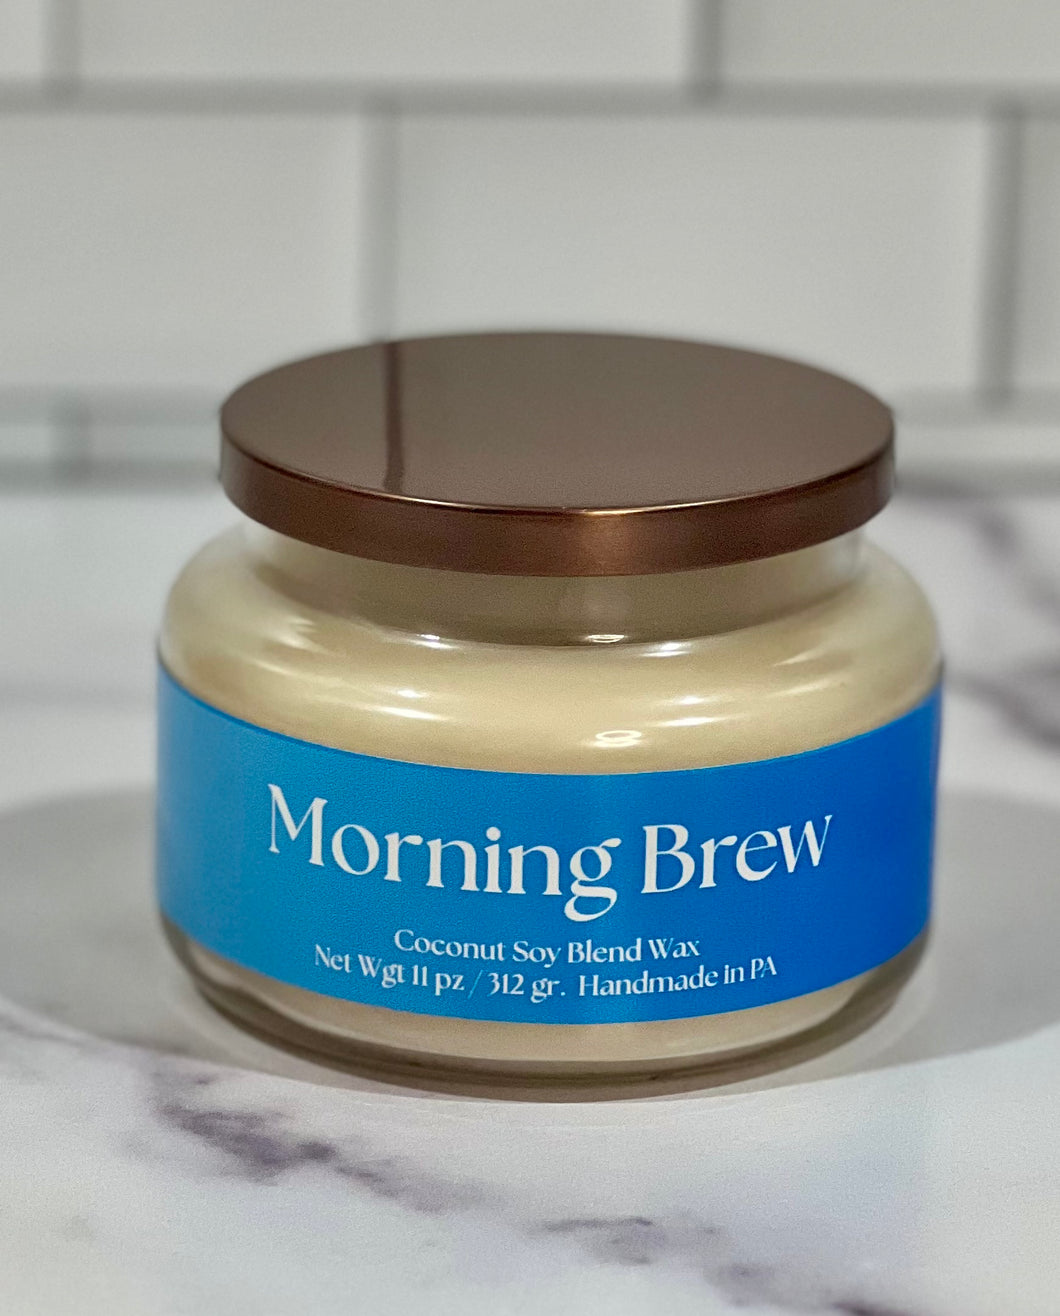 Morning Brew
Coconut Soy Blend Wax
Net Wgt 11 pz / 312 gr. Handmade in PA